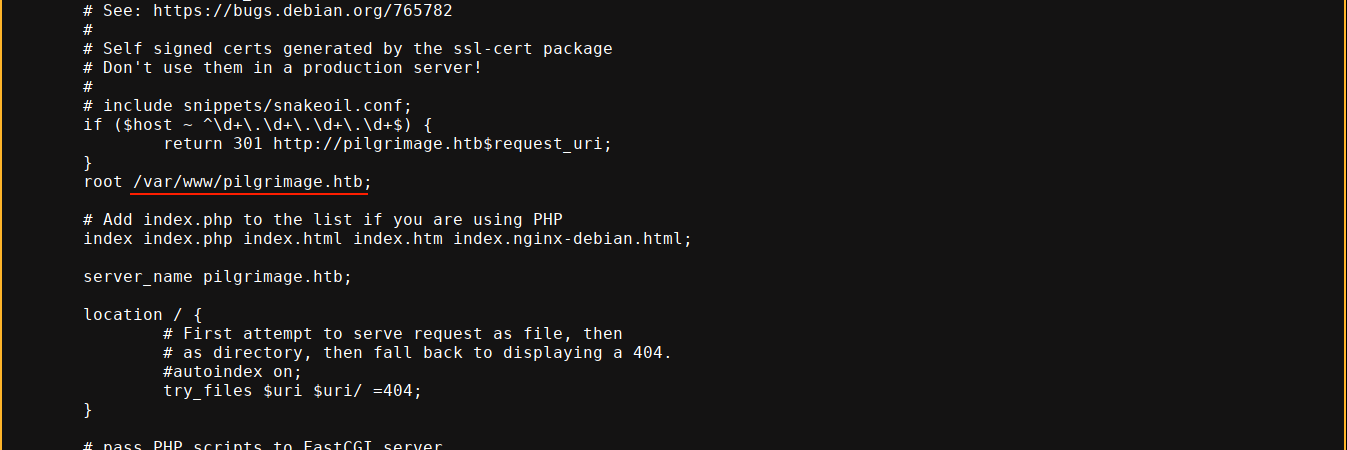 # See: https://bugs.debian.org/765782
#
# Self signed certs generated by the ssl-cert package
# Don't use them in a production server!
#
# include snippets/snakeoil.conf;
if ($host ~ ^\d+\.\d+\.\d+\.\d+$) {
return 301 http://pilgrimage.htb$request_uri;
}
root /var/www/pilgrimage.htb;
# Add index.php to the list if you are using PHP
index index.php index.html index.htm index.nginx-debian.html;
server_name pilgrimage.htb;
location / {
# First attempt to serve request as file, then
# as directory, then fall back to displaying a 404.
#autoindex on;
try_files $uri $uri/ =404;
}
# pass PHP scripts to FastCGI server